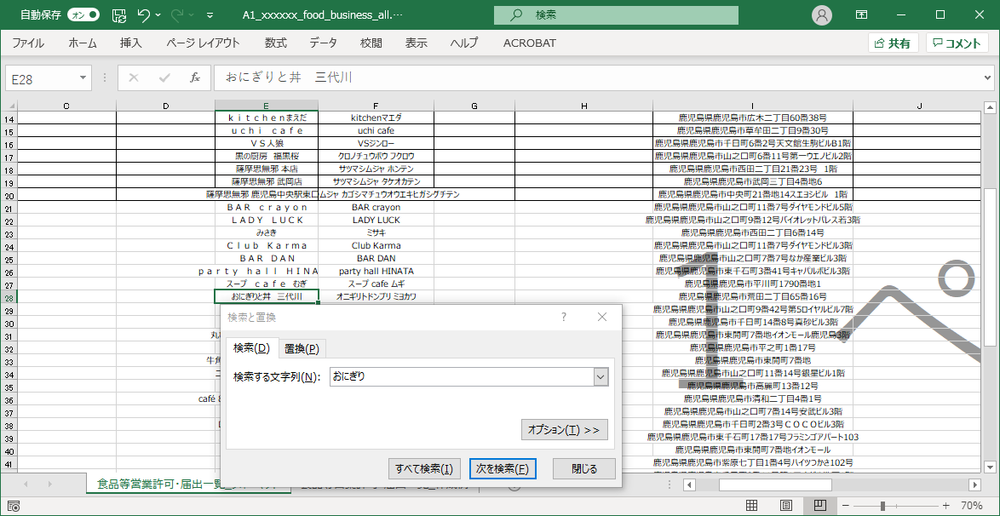 自動保存 オン A1_xxxxxx_food_business_all.… 検索
ファイル ホーム 挿入 ページ レイアウト 数式 データ 校閲 表示 ヘルプ ACROBAT 共有 コメント
E28 fx おにぎりと丼　三代川
C D E F G H I J
14 ｋｉｔｃｈｅｎまえだ kitchenマエダ 鹿児島県鹿児島市広木二丁目60番38号
15 ｕｃｈｉ　ｃａｆｅ uchi cafe 鹿児島県鹿児島市草牟田二丁目9番30号
16 ＶＳ人狼 VSジンロー 鹿児島県鹿児島市千日町6番2号天文館生駒ビルB1階
17 黒の厨房　福黒桜 クロノチュウボウ フクロウ 鹿児島県鹿児島市山之口町6番11号第一ウエノビル2階
18 薩摩思無邪 本店 サツマシムジャ ホンテン 鹿児島県鹿児島市西田二丁目21番23号　1階
19 薩摩思無邪 武岡店 サツマシムジャ タケオカテン 鹿児島県鹿児島市武岡三丁目4番地6
20 薩摩思無邪 鹿児島中央駅東口ムジャ カゴシマチュウオウエキヒガシグチテン 鹿児島県鹿児島市中央町21番地14スエヨシビル　1階
21 ＢＡＲ　ｃｒａｙｏｎ BAR crayon 鹿児島県鹿児島市山之口町11番7号ダイヤモンドビル5階
22 ＬＡＤＹ　ＬＵＣＫ LADY LUCK 鹿児島県鹿児島市山之口町9番12号バイオレットパレス若3階
23 みさき ミサキ 鹿児島県鹿児島市西田二丁目6番14号
24 Ｃｌｕｂ　Ｋａｒｍａ Club Karma 鹿児島県鹿児島市山之口町11番7号ダイヤモンドビル3階
25 ＢＡＲ　ＤＡＮ BAR DAN 鹿児島県鹿児島市山之口町7番7号なか産業ビル3階
26 ｐａｒｔｙ　ｈａｌｌ　ＨＩＮＡ party hall HINATA 鹿児島県鹿児島市東千石町3番41号キャパルボビル3階
27 スープ　ｃａｆｅ　むぎ スープ cafe ムギ 鹿児島県鹿児島市平川町1790番地1
28 おにぎりと丼　三代川 オニギリトドンブリ ミヨカワ 鹿児島県鹿児島市荒田二丁目65番16号
29 鹿児島県鹿児島市山之口町9番42号第5ロイヤルビル7階
30 鹿児島県鹿児島市千日町14番8号真砂ビル3階
31 丸 鹿児島県鹿児島市東開町7番地イオンモール鹿児島3階
32 鹿児島県鹿児島市平之町1番17号
33 牛角 鹿児島県鹿児島市東開町7番地
34 鹿児島県鹿児島市山之口町11番14号銀星ビル1階
35 鹿児島県鹿児島市高麗町13番12号
36 café 鹿児島県鹿児島市清和二丁目4番1号
37 鹿児島県鹿児島市山之口町7番14号安武ビル3階
38 鹿児島県鹿児島市千日町2番3号ＣＯＣＯビル3階
39 鹿児島県鹿児島市東千石町17番17号フラミンゴアパート103
40 鹿児島県鹿児島市東開町7番地イオンモール
41 鹿児島県鹿児島市紫原七丁目1番4号ハイツつかさ102号
1 ペ
検索と置換 ?
検索(D) 置換(P)
検索する文字列(N): おにぎり
オプション(T) >>
すべて検索(I) 次を検索(F) 閉じる
食品等営業許可・届出一覧
70%